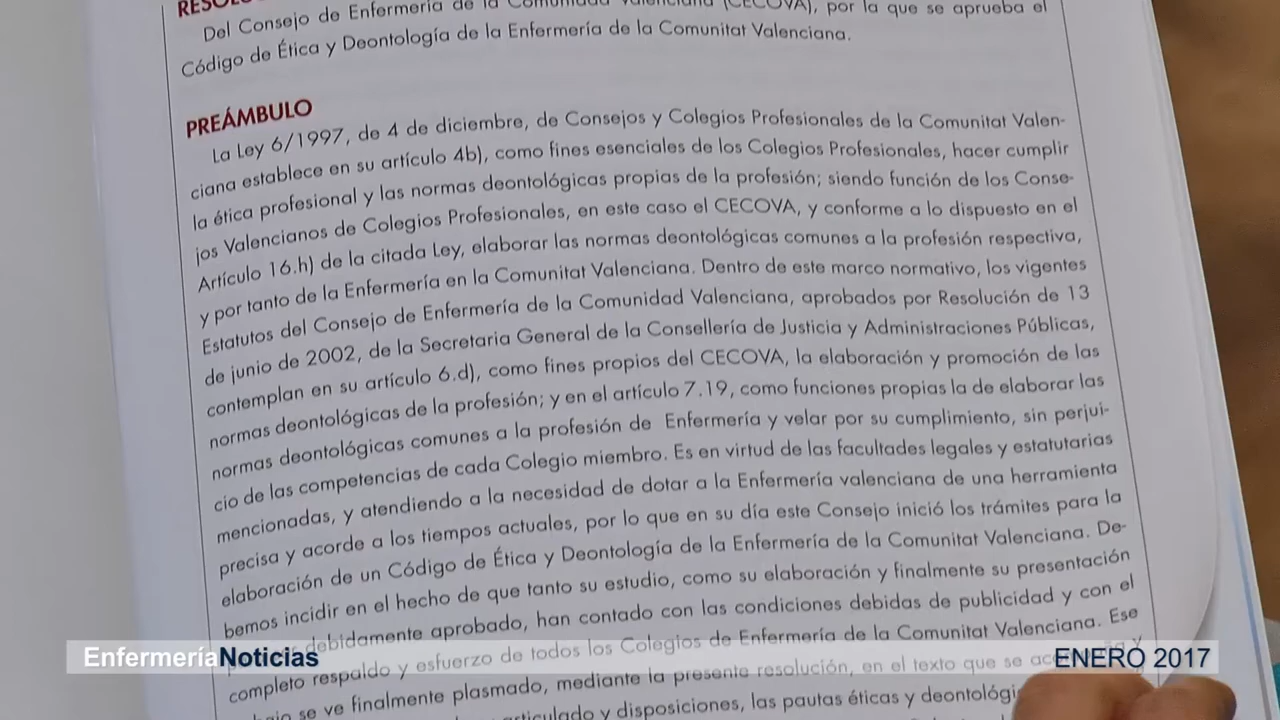 Del Consejo de Enfermería de la Comunidad Valenciana (CECOVA), por la que se aprueba el
Código de Ética y Deontología de la Enfermería de la Comunitat Valenciana.
PREÁMBULO
La Ley 6/1997, de 4 de diciembre, de Consejos y Colegios Profesionales de la Comunitat Valen-
ciana establece en su artículo 4b), como fines esenciales de los Colegios Profesionales, hacer cumplir
la ética profesional y las normas deontológicas propias de la profesión; siendo función de los Conse-
jos Valencianos de Colegios Profesionales, en este caso el CECOVA, y conforme a lo dispuesto en el
Artículo 16.h) de la citada Ley, elaborar las normas deontológicas comunes a la profesión respectiva,
y por tanto de la Enfermería en la Comunitat Valenciana. Dentro de este marco normativo, los vigentes
Estatutos del Consejo de Enfermería de la Comunidad Valenciana, aprobados por Resolución de 13
de junio de 2002, de la Secretaria General de la Consellería de Justicia y Administraciones Públicas,
contemplan en su artículo 6.d), como fines propios del CECOVA, la elaboración y promoción de las
normas deontológicas de la profesión; y en el artículo 7.19, como funciones propias la de elaborar las
normas deontológicas comunes a la profesión de Enfermería y velar por su cumplimiento, sin perjui-
cio de las competencias de cada Colegio miembro. Es en virtud de las facultades legales y estatutarias
mencionadas, y atendiendo a la necesidad de dotar a la Enfermería valenciana de una herramienta
precisa y acorde a los tiempos actuales, por lo que en su día este Consejo inició los trámites para la
elaboración de un Código de Ética y Deontología de la Enfermería de la Comunitat Valenciana. De-
bemos incidir en el hecho de que tanto su estudio, como su elaboración y finalmente su presentación
debidamente aprobado, han contado con las condiciones debidas de publicidad y con el
completo respaldo y esfuerzo de todos los Colegios de Enfermería de la Comunitat Valenciana. Ese
se ve finalmente plasmado, mediante la presente resolución, en el texto que se
articulado y disposiciones, las pautas éticas y
EnfermeríaNoticias
ENERO 2017